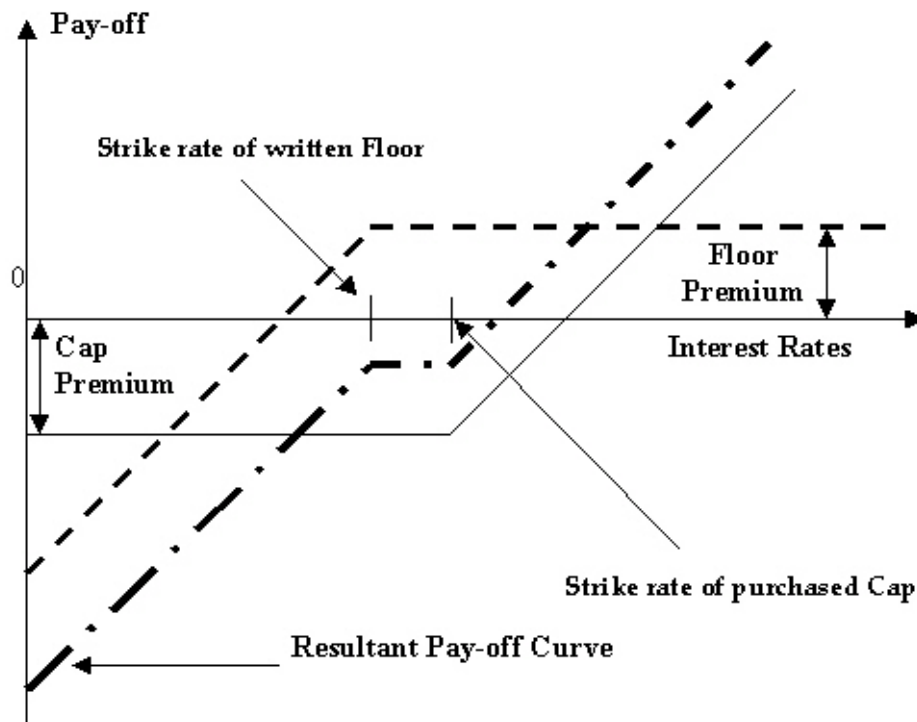 Pay-off
Strike rate of written Floor
0
Floor
Premium
Cap
Premium
Interest Rates
Strike rate of purchased Cap
Resultant Pay-off Curve